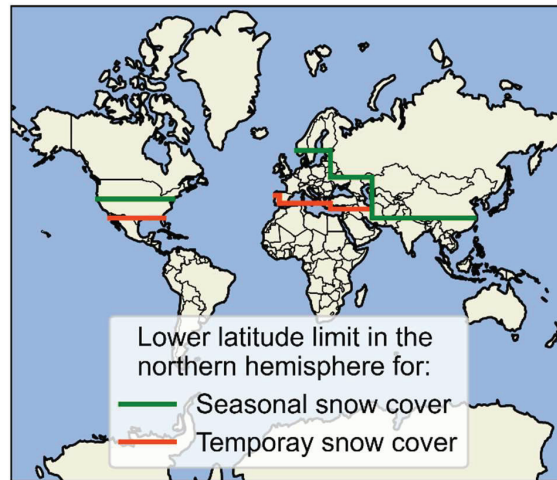 Lower latitude limit in the
northern hemisphere for:
Seasonal snow cover
Temporay snow cover